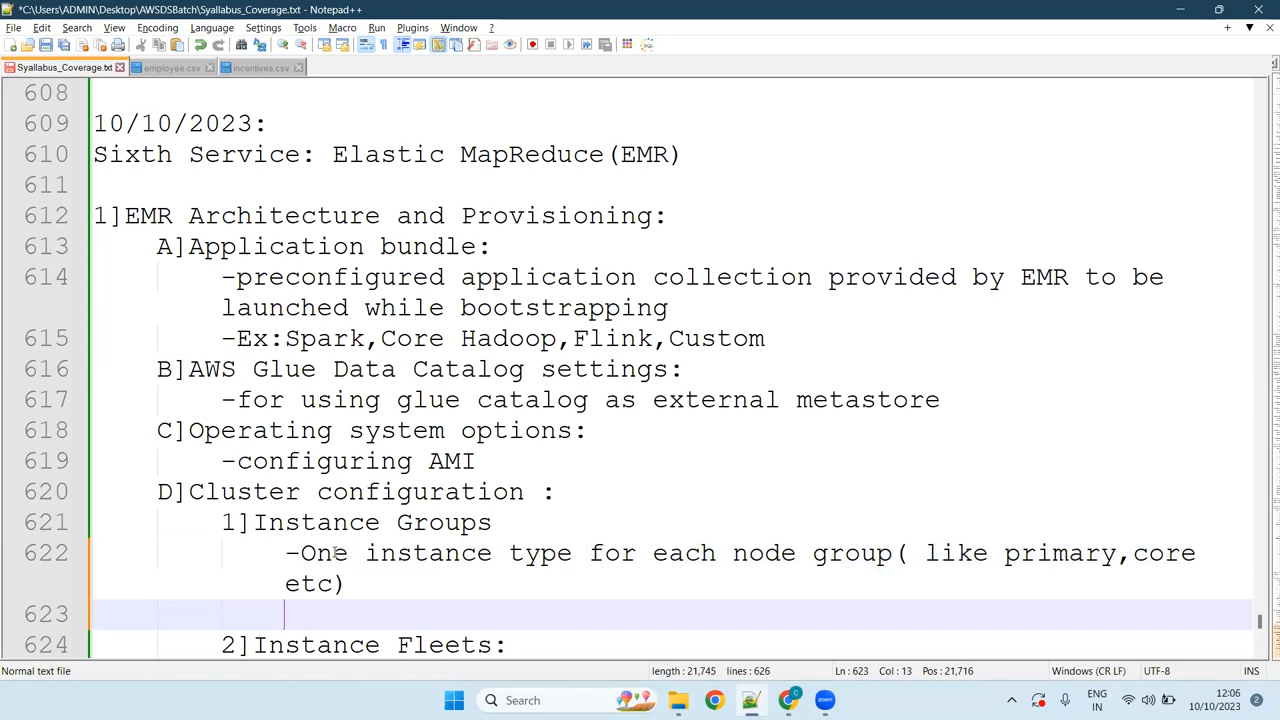 *C:\Users\ADMIN\Desktop\AWSDSBatch\Syallabus_Coverage.txt - Notepad++
File Edit Search View Encoding Language Settings Tools Macro Run Plugins Window ?
Syallabus_Coverage.txt employee.csv incentives.csv
608
609 10/10/2023:
610 Sixth Service: Elastic MapReduce(EMR)
611
612 1]EMR Architecture and Provisioning:
613 A]Application bundle:
614 -preconfigured application collection provided by EMR to be
launched while bootstrapping
615 -Ex:Spark,Core Hadoop,Flink,Custom
616 B]AWS Glue Data Catalog settings:
617 -for using glue catalog as external metastore
618 C]Operating system options:
619 -configuring AMI
620 D]Cluster configuration :
621 1]Instance Groups
622 -One instance type for each node group( like primary,core
etc)
623
624 2]Instance Fleets:
Normal text file length : 21,745 lines : 626 Ln : 623 Col : 13 Pos : 21,716 Windows (CR LF) UTF-8 INS
Search ENG IN 12:06 10/10/2023 2